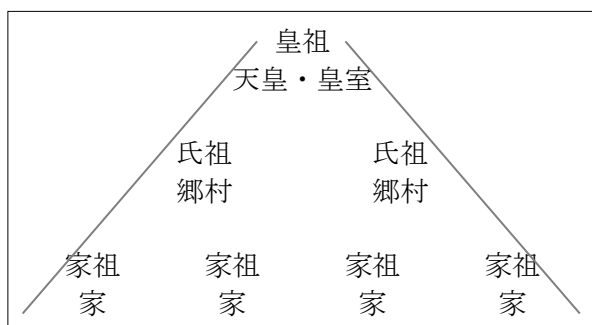 皇祖
天皇・皇室
氏祖 氏祖
郷村 郷村
家祖 家祖 家祖 家祖
家 家 家 家